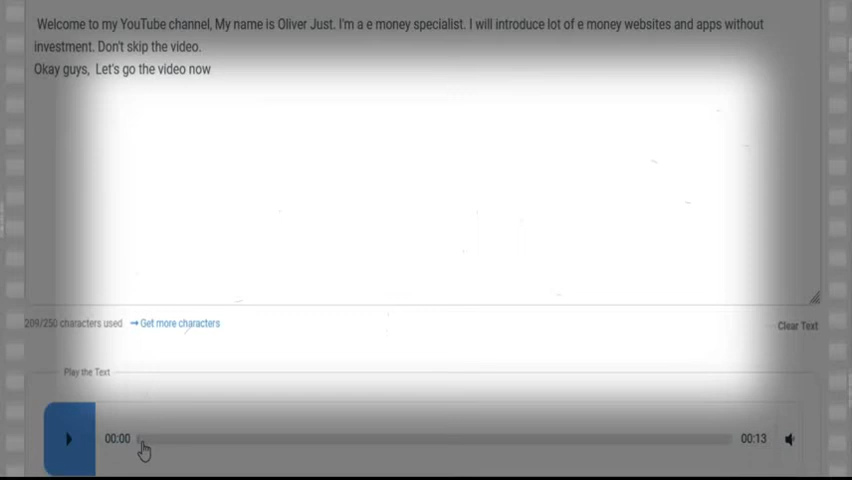 Welcome to my YouTube channel, My name is Oliver Just. I'm a e money specialist. I will introduce lot of e money websites and apps without
investment. Don't skip the video.
Okay guys, Let's go the video now
209/250 characters used → Get more characters
Clear Text
Play the Text
00:00
00:13